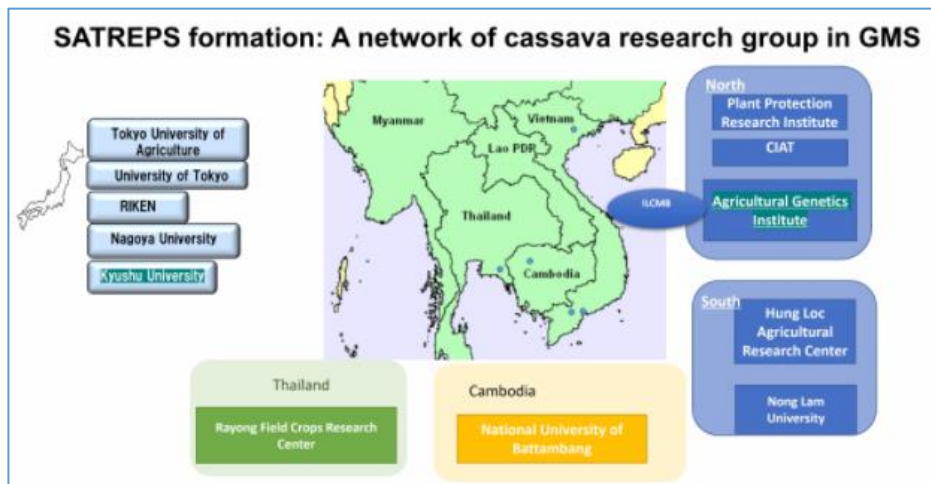 SATREPS formation: A network of cassava research group in GMS
Tokyo University of
Agriculture
University of Tokyo
RIKEN
Nagoya University
Kyushu University
Myanmar
Vietnam
Lao PDR
Thailand
Cambodia
ILCMB
North
Plant Protection
Research Institute
CIAT
Agricultural Genetics
Institute
South
Hung Loc
Agricultural
Research Center
Nong Lam
University
Thailand
Rayong Field Crops Research
Center
Cambodia
National University of
Battambang